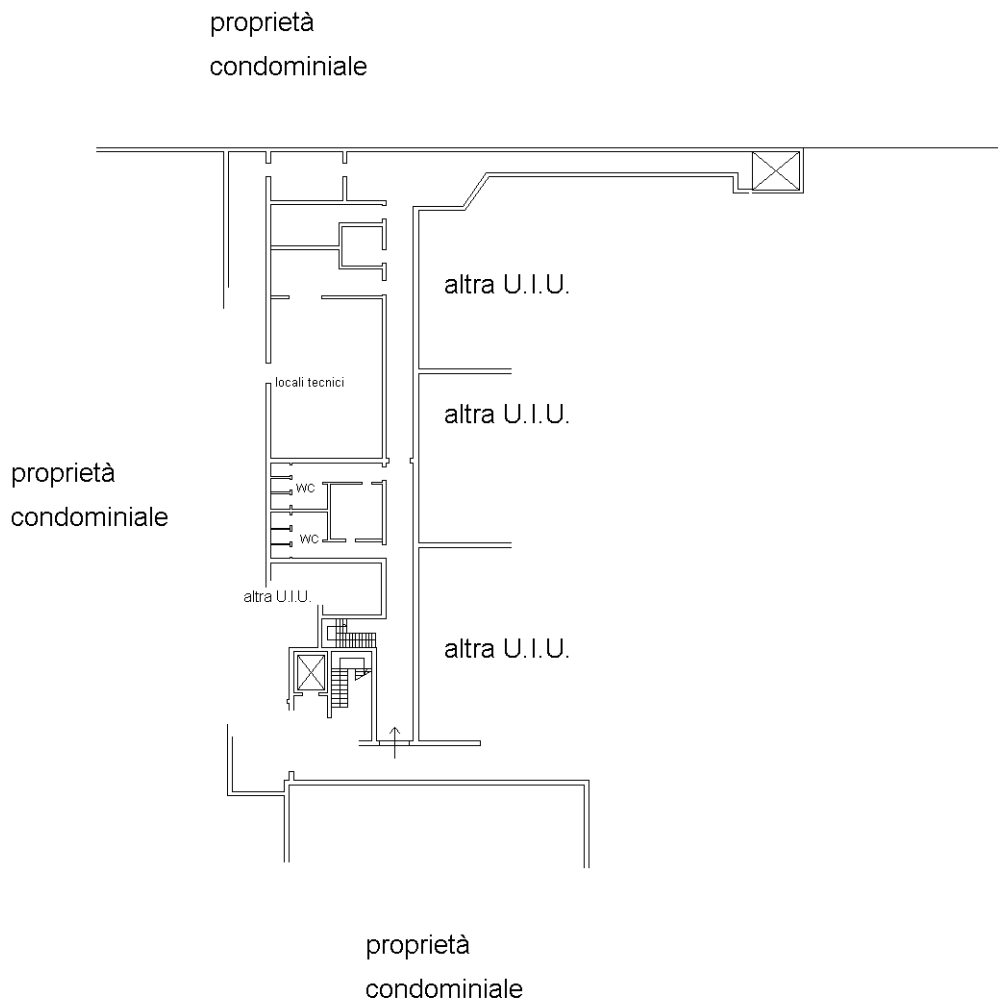 proprietà
condominiale
altra U.I.U.
locali tecnici
altra U.I.U.
proprietà
condominiale
WC
WC
altra U.I.U.
altra U.I.U.
proprietà
condominiale